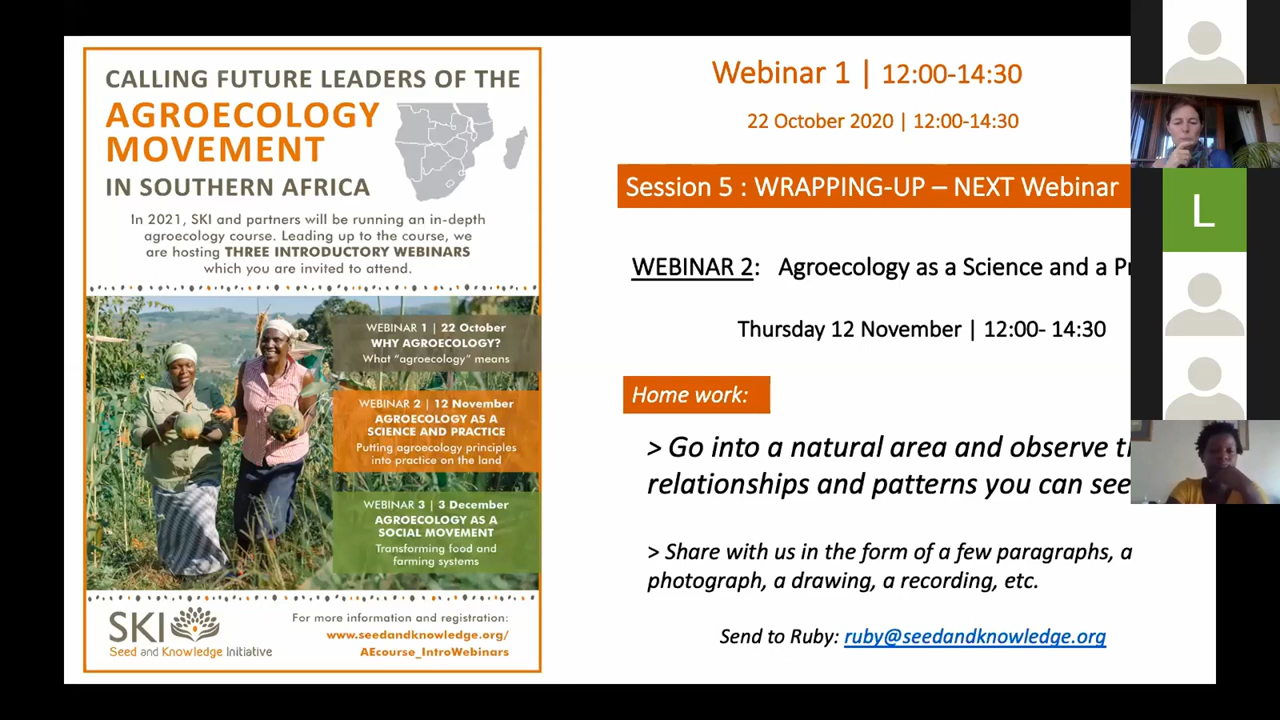 CALLING FUTURE LEADERS OF THE
AGROECOLOGY
MOVEMENT
IN SOUTHERN AFRICA
In 2021, SKI and partners will be running an in-depth
agroecology course. Leading up to the course, we
are hosting THREE INTRODUCTORY WEBINARS
which you are invited to attend.
WEBINAR 1 | 22 October
WHY AGROECOLOGY?
What “agroecology” means
WEBINAR 2 | 12 November
AGROECOLOGY AS A
SCIENCE AND PRACTICE
Putting agroecology principles
into practice on the land
WEBINAR 3 | 3 December
AGROECOLOGY AS A
SOCIAL MOVEMENT
Transforming food and
farming systems
SKI
Seed and Knowledge Initiative
For more information and registration:
www.seedandknowledge.org/
AEcourse_IntroWebinars
Webinar 1 | 12:00-14:30
22 October 2020 | 12:00-14:30
Session 5 : WRAPPING-UP – NEXT Webinar
WEBINAR 2: Agroecology as a Science and a
Thursday 12 November | 12:00- 14:30
Home work:
> Go into a natural area and observe
relationships and patterns you can see
> Share with us in the form of a few paragraphs, a
photograph, a drawing, a recording, etc.
Send to Ruby: ruby@seedandknowledge.org
L